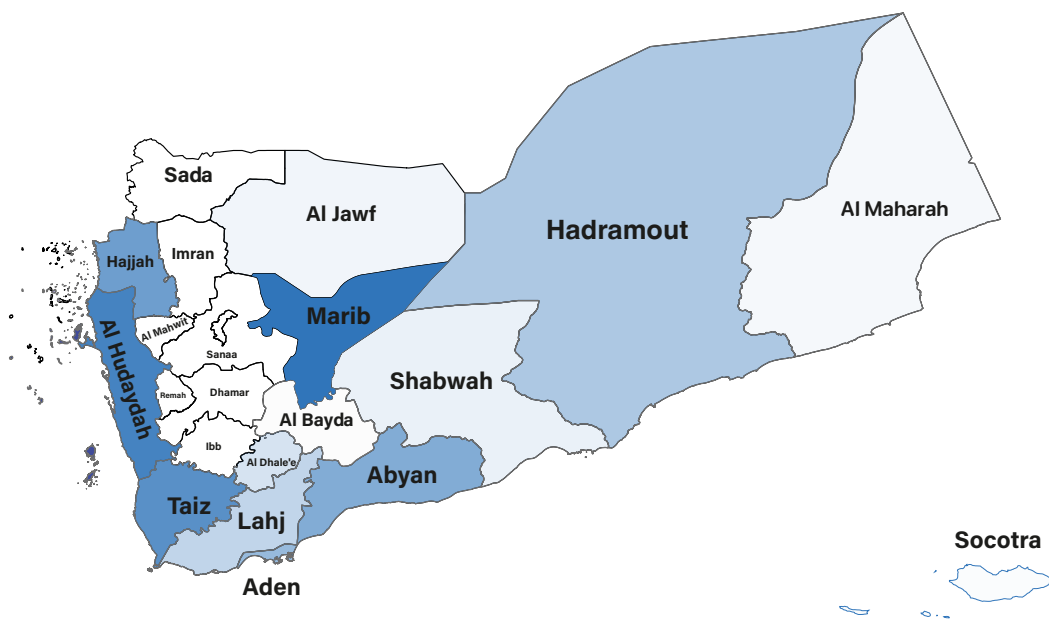 Sada
Al Jawf
Hadramout
Al Maharah
Hajjah
Imran
Marib
Al Mahwit
Al Hudaydah
Sanaa
Shabwah
Remah
Dhamar
Al Bayda
Ibb
Al Dhale'e
Abyan
Taiz
Lahj
Socotra
Aden